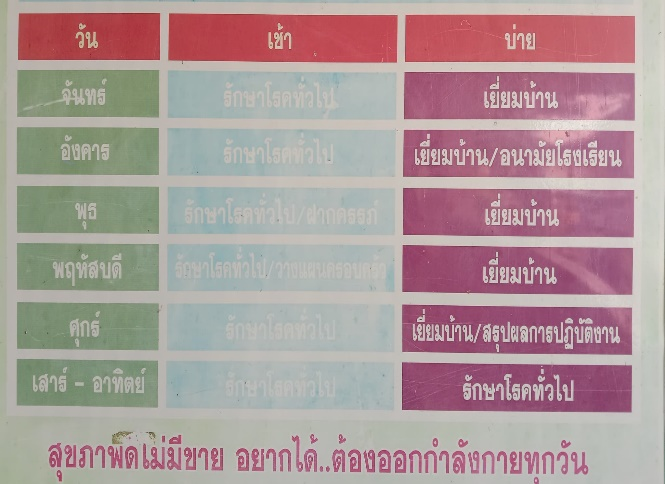 วัน เช้า บ่าย
จันทร์ รักษาโรคทั่วไป เยี่ยมบ้าน
อังคาร รักษาโรคทั่วไป เยี่ยมบ้าน/อนามัยโรงเรียน
พุธ รักษาโรคทั่วไป/ฝากครรภ์ เยี่ยมบ้าน
พฤหัสบดี รักษาโรคทั่วไป/วางแผนครอบครัว เยี่ยมบ้าน
ศุกร์ รักษาโรคทั่วไป เยี่ยมบ้าน/สรุปผลการปฏิบัติงาน
เสาร์ - อาทิตย์ รักษาโรคทั่วไป รักษาโรคทั่วไป
สุขภาพดีไม่มีขาย อยากได้..ต้องออกกำลังกายทุกวัน